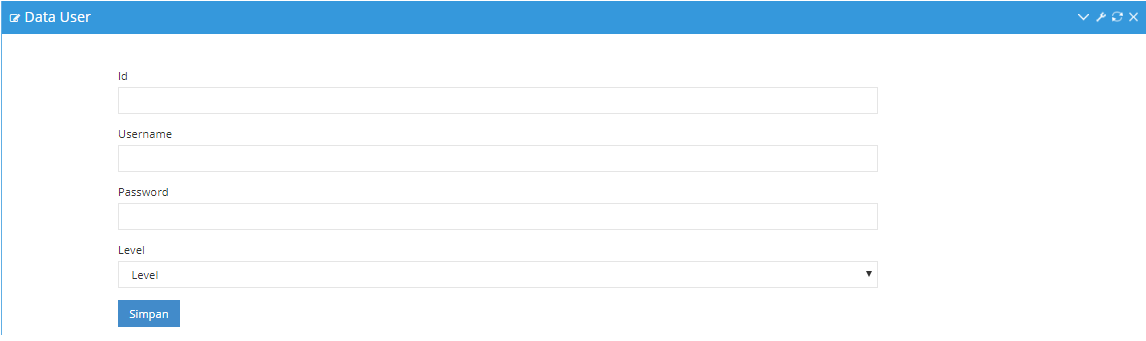 Data User
Id
Username
Password
Level
Level
Simpan